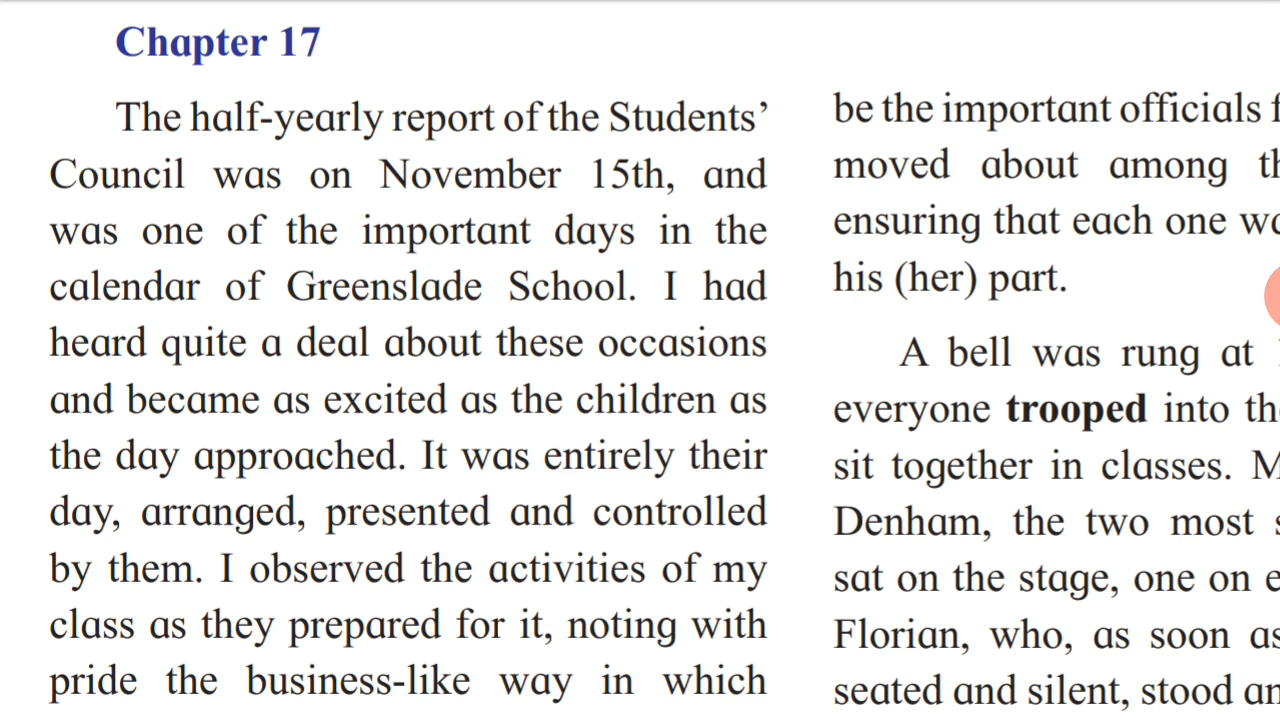 Chapter 17
The half-yearly report of the Students’
Council was on November 15th, and
was one of the important days in the
calendar of Greenslade School. I had
heard quite a deal about these occasions
and became as excited as the children as
the day approached. It was entirely their
day, arranged, presented and controlled
by them. I observed the activities of my
class as they prepared for it, noting with
pride the business-like way in which
be the important officials
moved about among
ensuring that each one
his (her) part.
A bell was rung at
everyone trooped into
sit together in classes.
Denham, the two most
sat on the stage, one on
Florian, who, as soon
seated and silent, stood